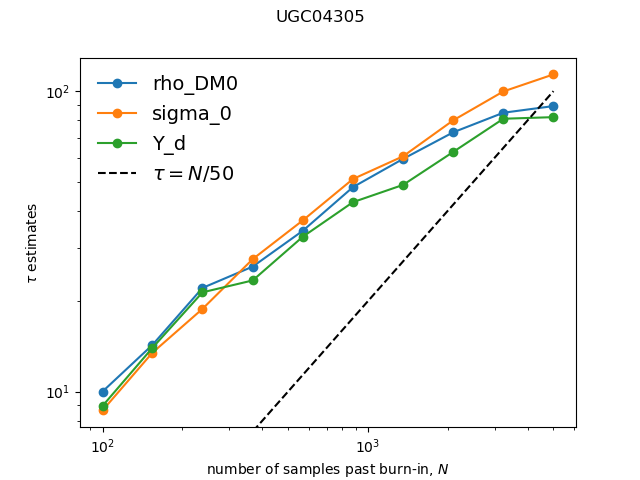 UGC04305
rho_DM0
sigma_0
Y_d
τ = N/50
τ estimates
10²
10¹
10²
10³
number of samples past burn-in, N